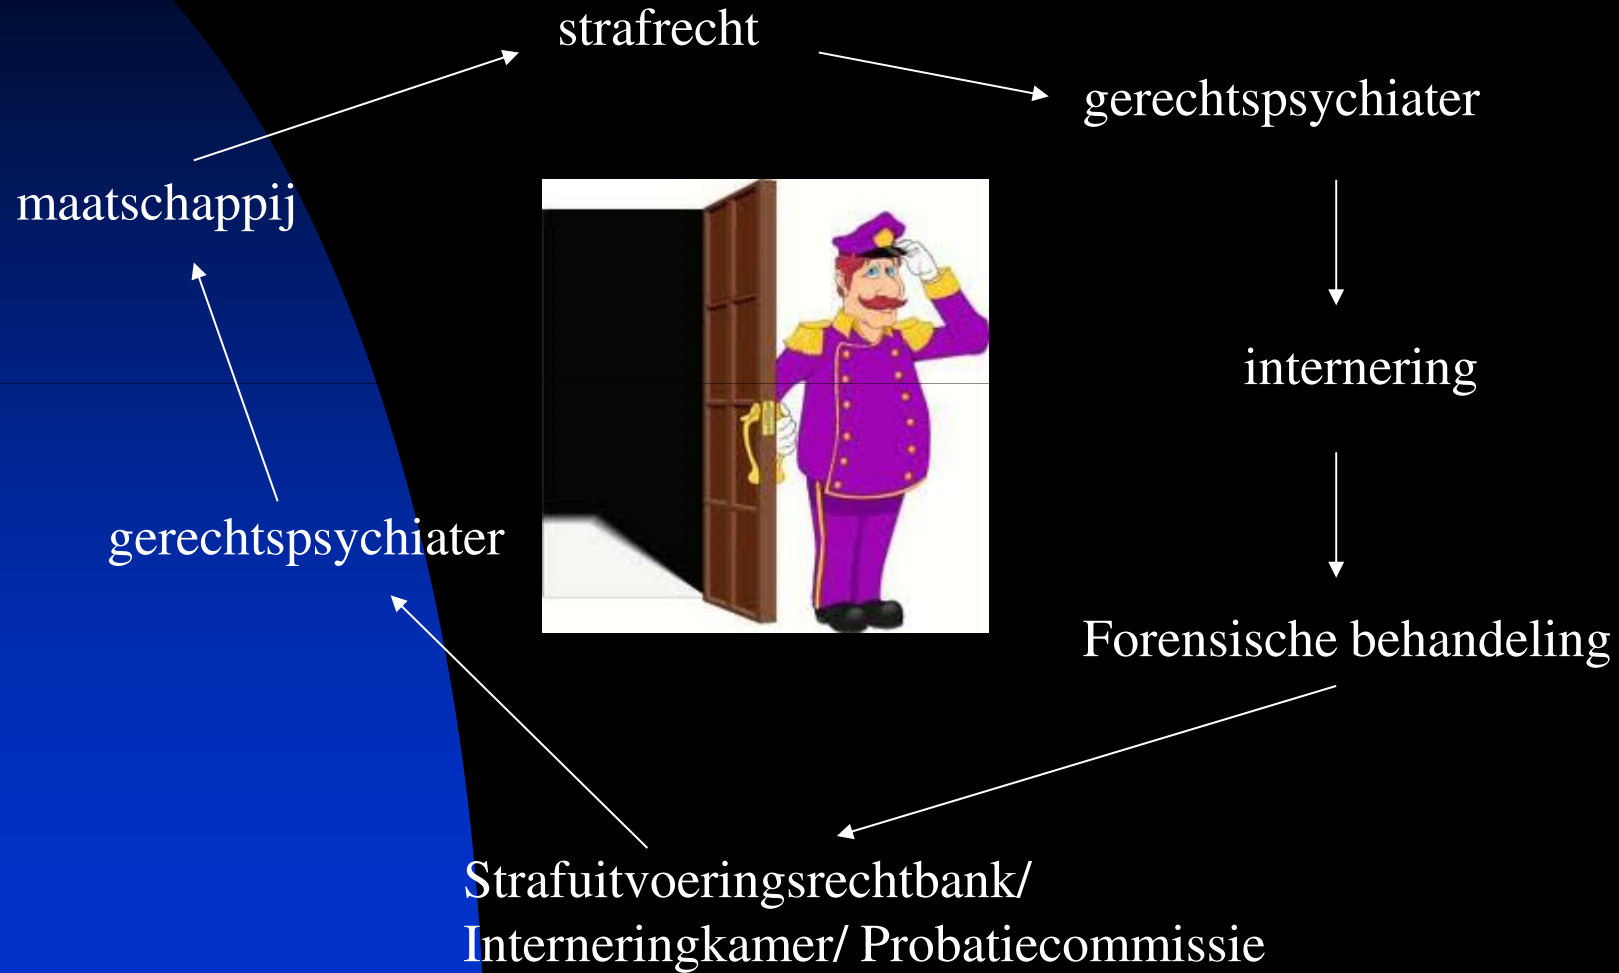 strafrecht
gerechtspsychiater
maatschappij
internering
gerechtspsychiater
Forensische behandeling
Strafuitvoeringsrechtbank/
Interneringkamer/ Probatiecommissie